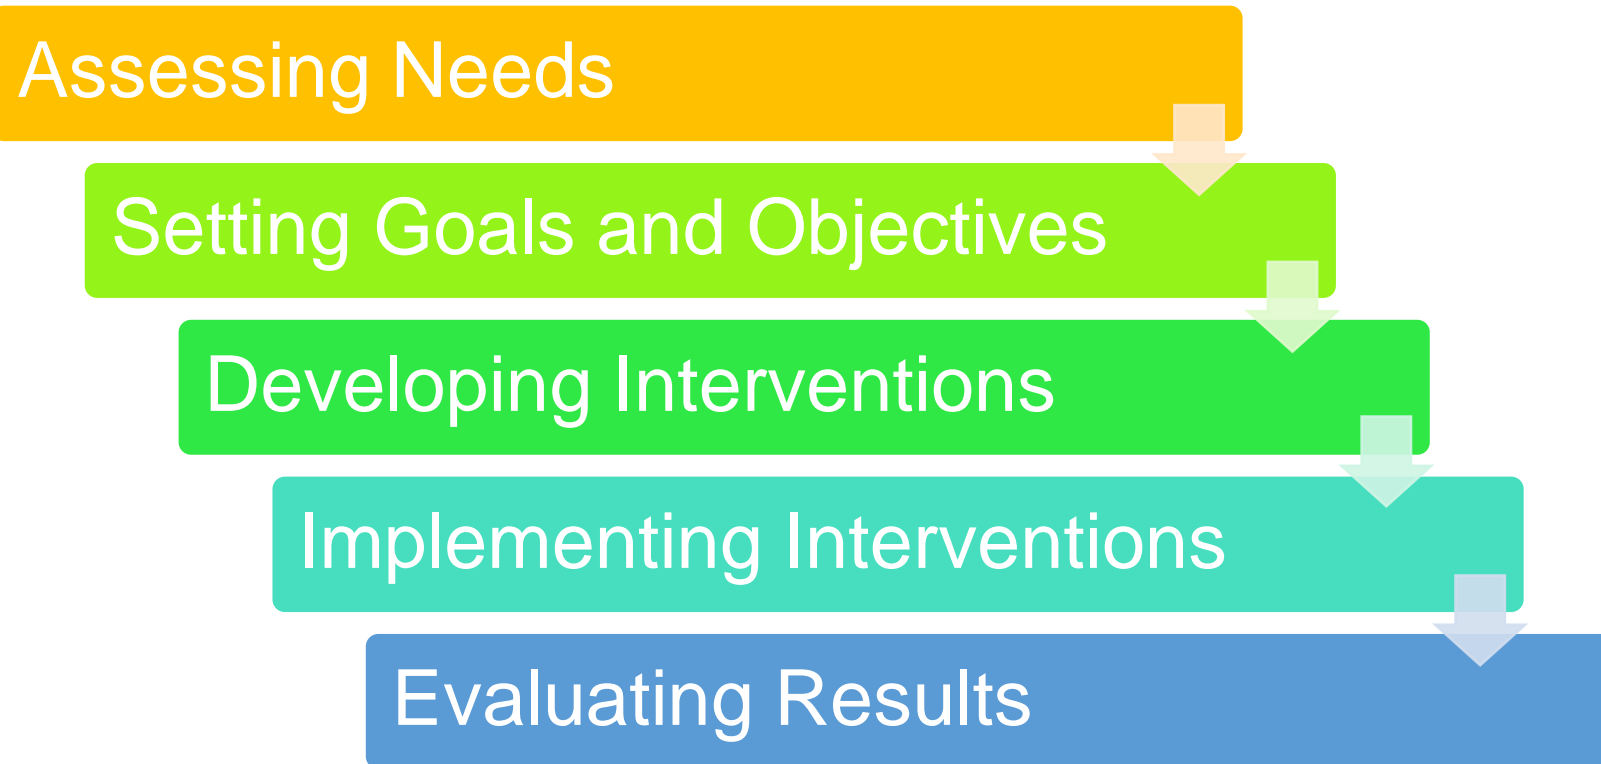 Assessing Needs
Setting Goals and Objectives
Developing Interventions
Implementing Interventions
Evaluating Results